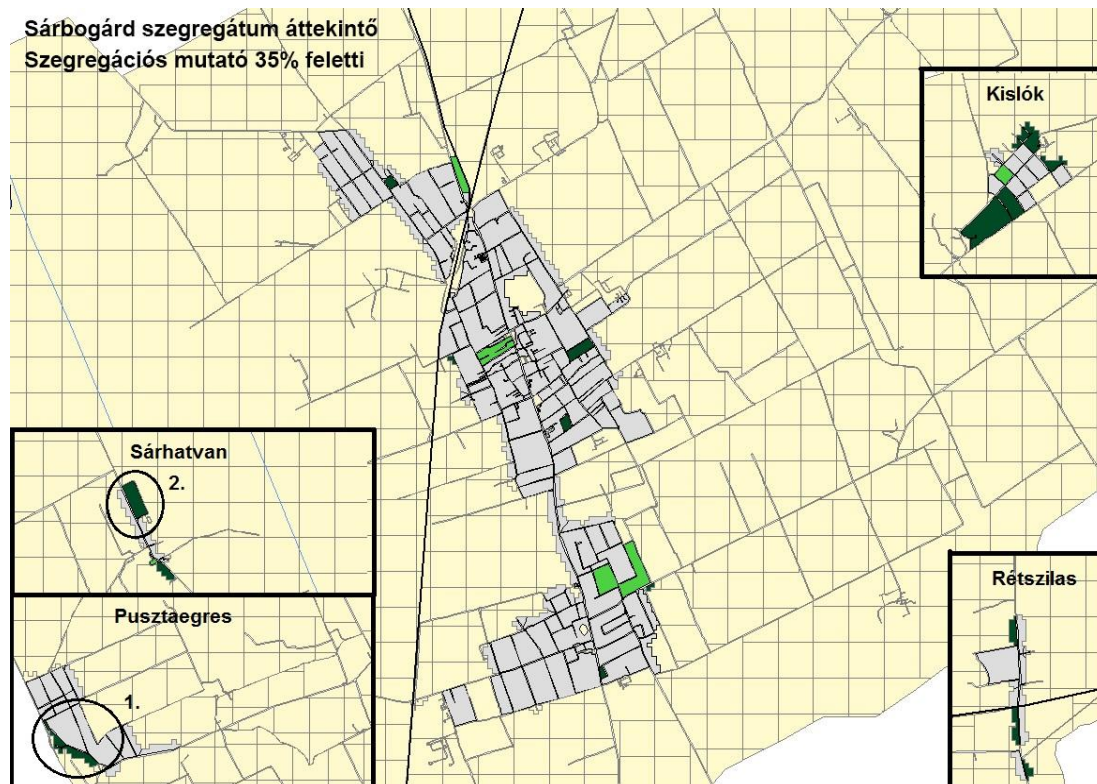 Sárbogárd szegregátum áttekintő
Szegregációs mutató 35% feletti
Kislók
Sárhatvan
2.
Pusztaegres
1.
Rétszilas